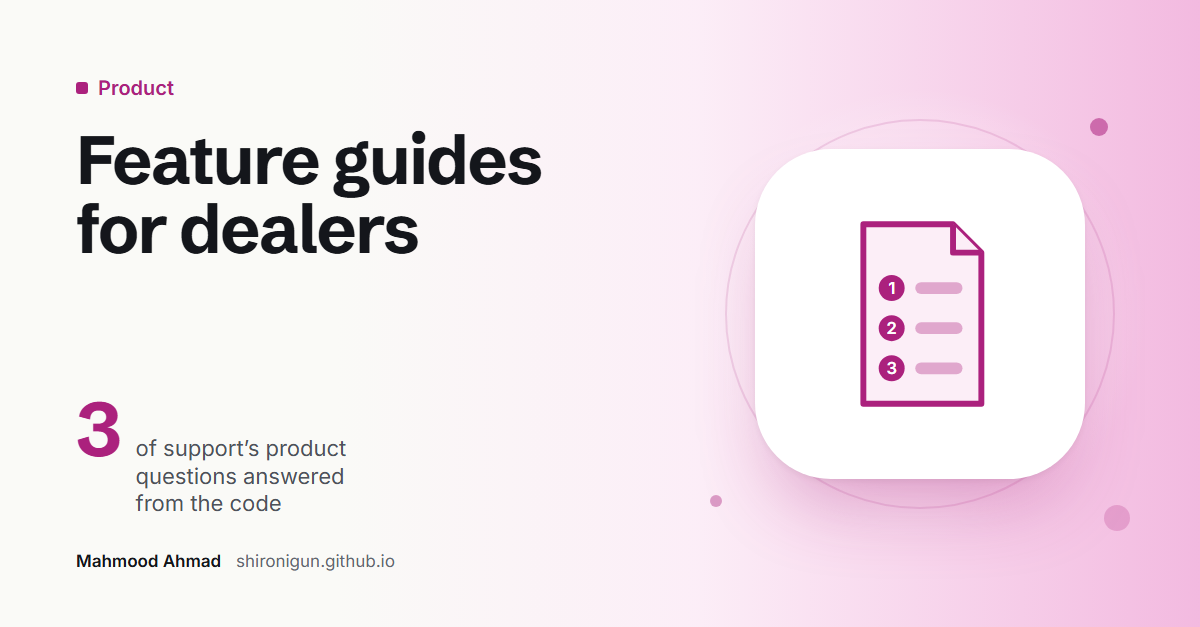 Product
Feature guides
for dealers
3
of support’s product
questions answered
from the code
Mahmood Ahmad shironigun.github.io
1
2
3